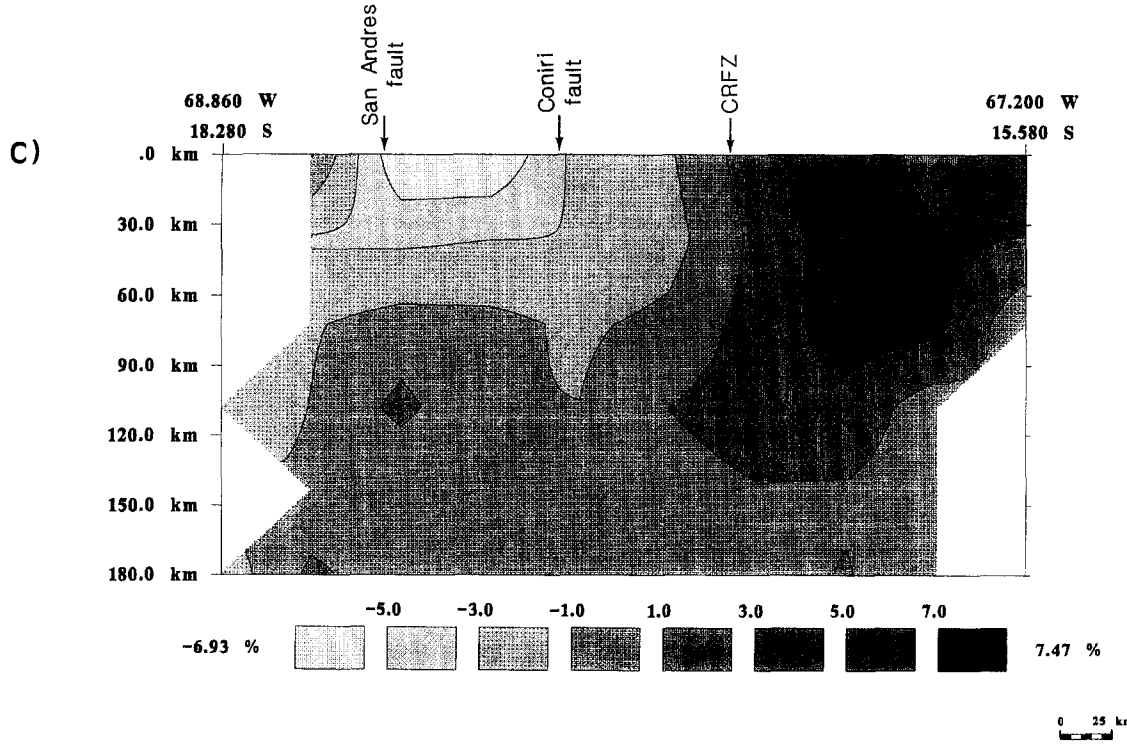 San Andres
fault
Coniri
fault
CRFZ
68.860 W
18.280 S
67.200 W
15.580 S
c)
.0 km
30.0 km
60.0 km
90.0 km
120.0 km
150.0 km
180.0 km
-5.0 -3.0 -1.0 1.0 3.0 5.0 7.0
-6.93 % 7.47 %
0 25 km